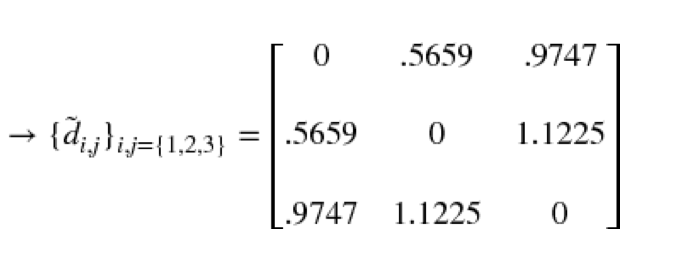 0 .5659 .9747
→ {d̃i,j}i,j={1,2,3} = .5659 0 1.1225
.9747 1.1225 0